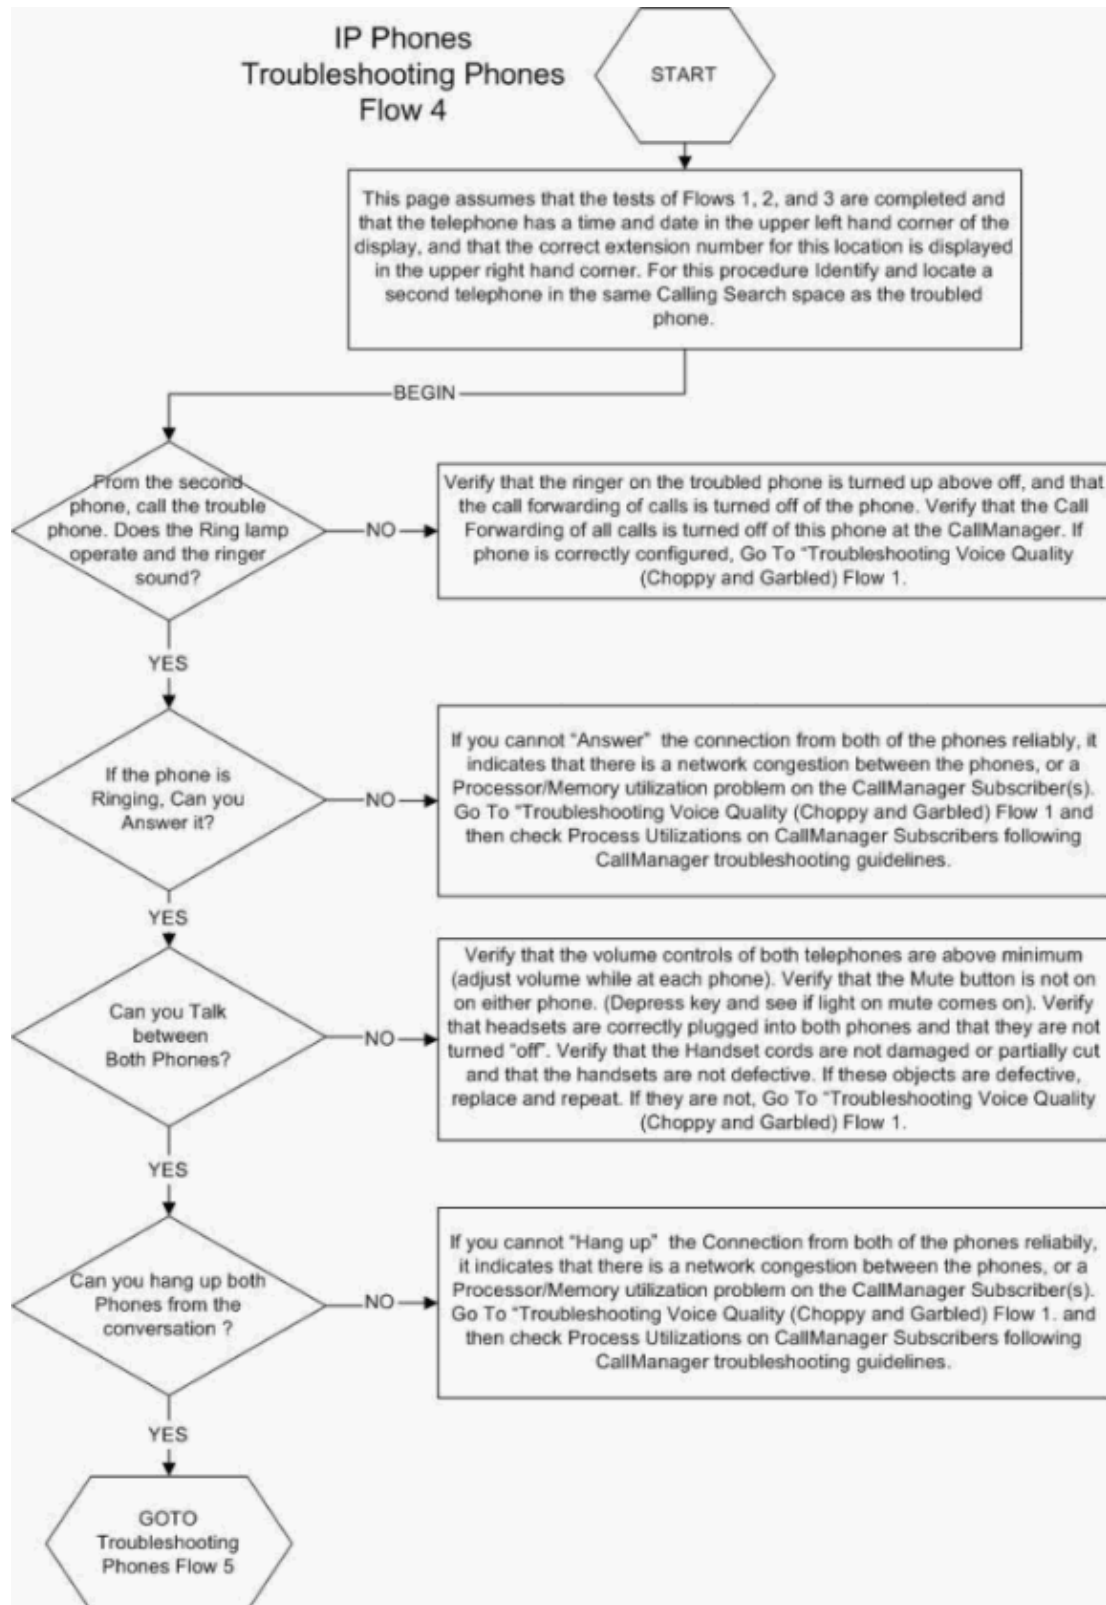 IP Phones
Troubleshooting Phones
Flow 4
START
This page assumes that the tests of Flows 1, 2, and 3 are completed and
that the telephone has a time and date in the upper left hand corner of the
display, and that the correct extension number for this location is displayed
in the upper right hand corner. For this procedure Identify and locate a
second telephone in the same Calling Search space as the troubled
phone.
BEGIN
From the second
phone, call the trouble
phone. Does the Ring lamp
operate and the ringer
sound?
NO
Verify that the ringer on the troubled phone is turned up above off, and that
the call forwarding of calls is turned off of the phone. Verify that the Call
Forwarding of all calls is turned off of this phone at the CallManager. If
phone is correctly configured, Go To “Troubleshooting Voice Quality
(Choppy and Garbled) Flow 1.
YES
If the phone is
Ringing, Can you
Answer it?
NO
If you cannot “Answer” the connection from both of the phones reliably, it
indicates that there is a network congestion between the phones, or a
Processor/Memory utilization problem on the CallManager Subscriber(s).
Go To “Troubleshooting Voice Quality (Choppy and Garbled) Flow 1 and
then check Process Utilizations on CallManager Subscribers following
CallManager troubleshooting guidelines.
YES
Can you Talk
between
Both Phones?
NO
Verify that the volume controls of both telephones are above minimum
(adjust volume while at each phone). Verify that the Mute button is not on
on either phone. (Depress key and see if light on mute comes on). Verify
that headsets are correctly plugged into both phones and that they are not
turned “off”. Verify that the Handset cords are not damaged or partially cut
and that the handsets are not defective. If these objects are defective,
replace and repeat. If they are not, Go To “Troubleshooting Voice Quality
(Choppy and Garbled) Flow 1.
YES
Can you hang up both
Phones from the
conversation ?
NO
If you cannot “Hang up” the Connection from both of the phones reliabily,
it indicates that there is a network congestion between the phones, or a
Processor/Memory utilization problem on the CallManager Subscriber(s).
Go To “Troubleshooting Voice Quality (Choppy and Garbled) Flow 1. and
then check Process Utilizations on CallManager Subscribers following
CallManager troubleshooting guidelines.
YES
GOTO
Troubleshooting
Phones Flow 5